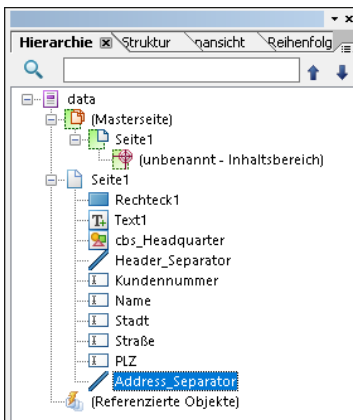 Hierarchie Struktur nansicht Reihenfolg
data
(Masterseite)
Seite1
(unbenannt - Inhaltsbereich)
Seite1
Rechteck1
Text1
cbs_Headquarter
Header_Separator
Kundennummer
Name
Stadt
Straße
PLZ
Address_Separator
(Referenzierte Objekte)